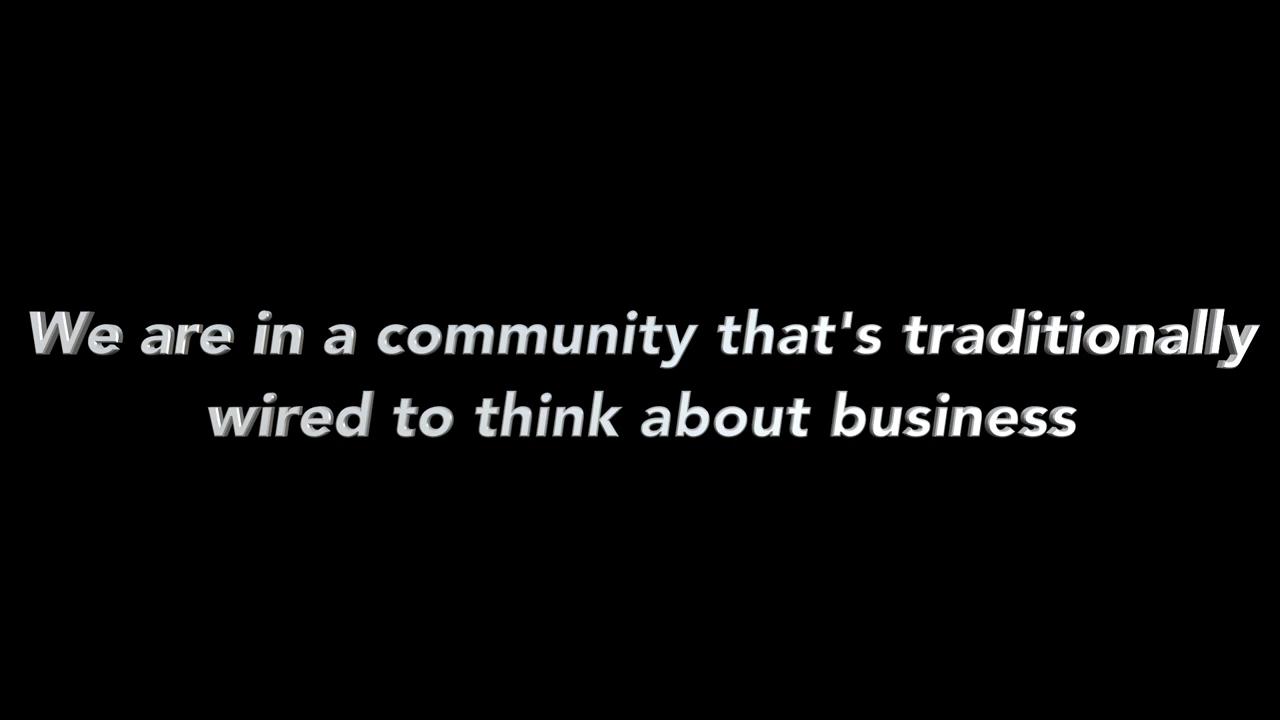 We are in a community that's traditionally
wired to think about business